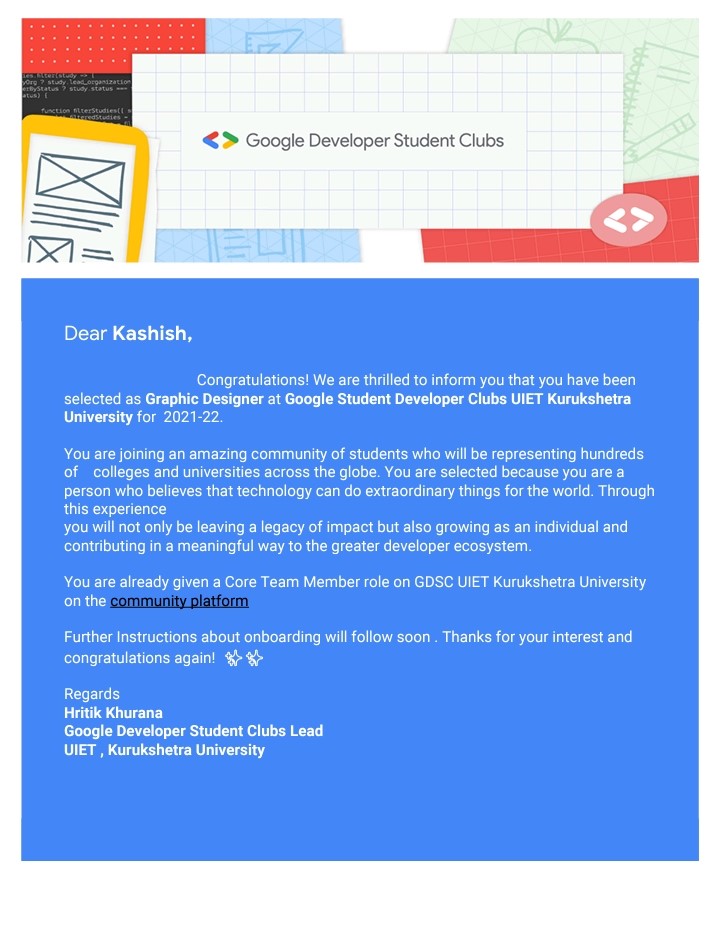 ies.filter(study => {
yOrg ? study.lead_organization
erByStatus ? study.status ===
atus) {
function filterStudies({ s
Google Developer Student Clubs
Dear Kashish,
Congratulations! We are thrilled to inform you that you have been
selected as Graphic Designer at Google Student Developer Clubs UIET Kurukshetra
University for 2021-22.
You are joining an amazing community of students who will be representing hundreds
of colleges and universities across the globe. You are selected because you are a
person who believes that technology can do extraordinary things for the world. Through
this experience
you will not only be leaving a legacy of impact but also growing as an individual and
contributing in a meaningful way to the greater developer ecosystem.
You are already given a Core Team Member role on GDSC UIET Kurukshetra University
on the community platform
Further Instructions about onboarding will follow soon . Thanks for your interest and
congratulations again! ✨✨
Regards
Hritik Khurana
Google Developer Student Clubs Lead
UIET , Kurukshetra University